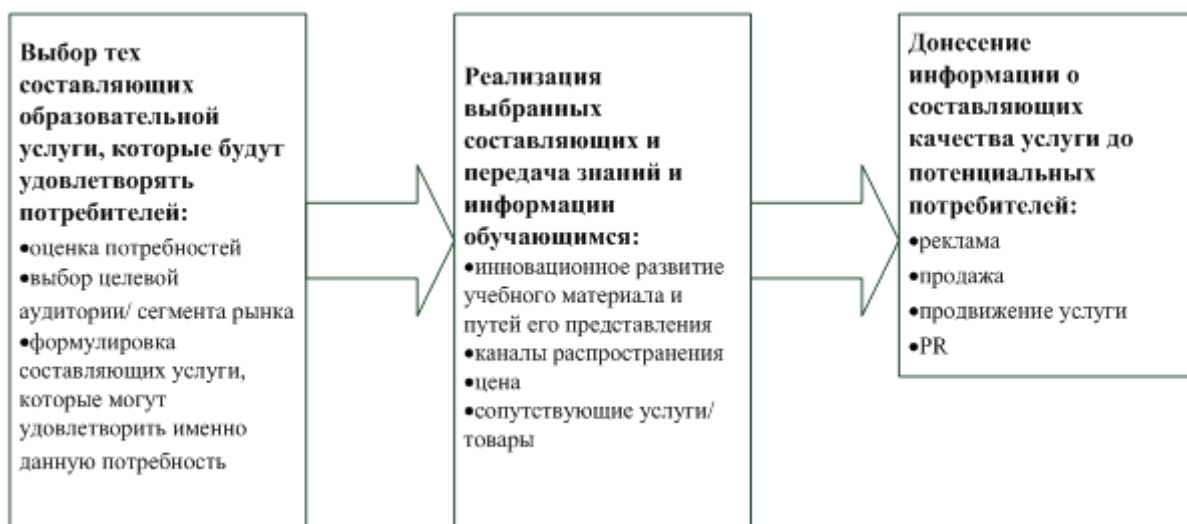 Выбор тех
составляющих
образовательной
услуги, которые будут
удовлетворять
потребителей:
•оценка потребностей
•выбор целевой
аудитории/ сегмента рынка
•формулировка
составляющих услуги,
которые могут
удовлетворить именно
данную потребность
Реализация
выбранных
составляющих и
передача знаний и
информации
обучающимся:
•инновационное развитие
учебного материала и
путей его представления
•каналы распространения
•цена
•сопутствующие услуги/
товары
Донесение
информации о
составляющих
качества услуги до
потенциальных
потребителей:
•реклама
•продажа
•продвижение услуги
•PR